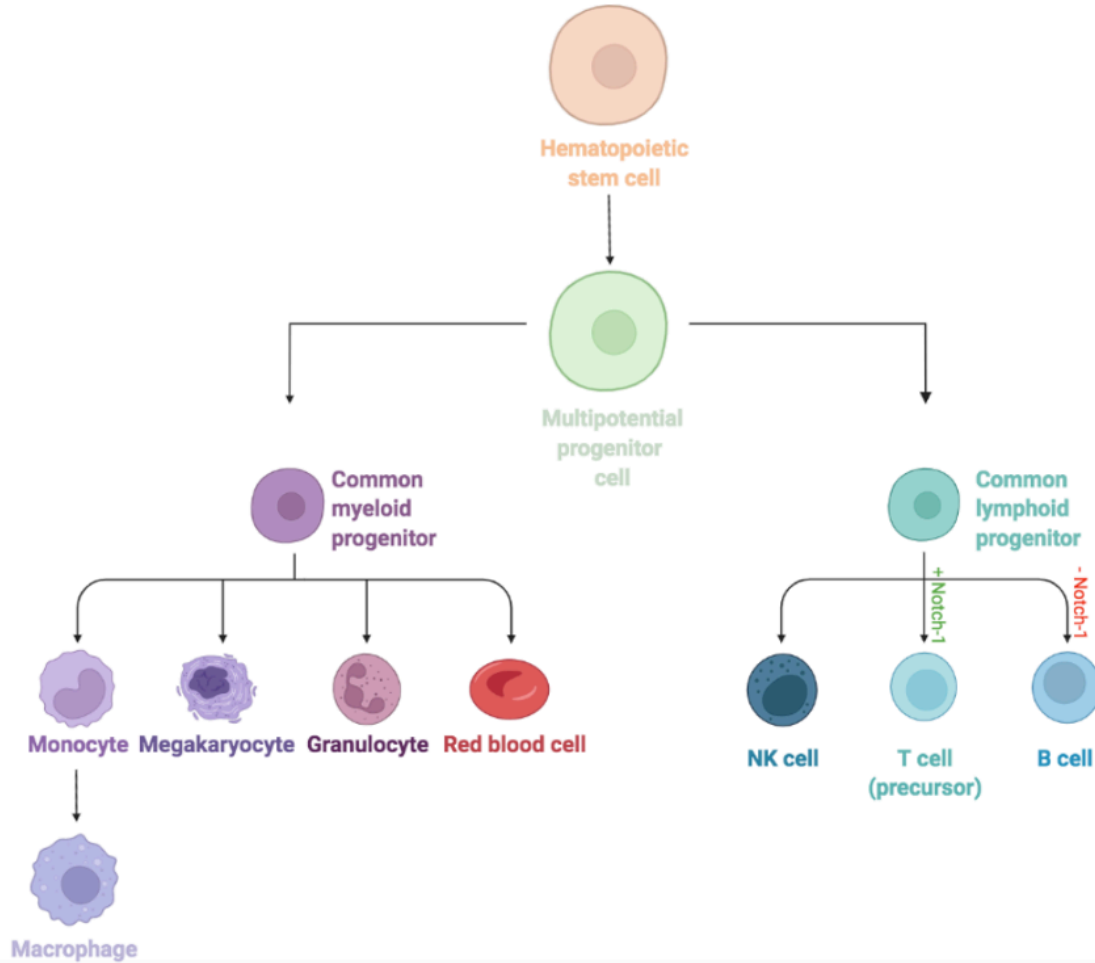 Hematopoietic
stem cell
Multipotential
progenitor
cell
Common
myeloid
progenitor
Common
lymphoid
progenitor
+ Notch-1
- Notch-1
Monocyte
Megakaryocyte
Granulocyte
Red blood cell
NK cell
T cell
(precursor)
B cell
Macrophage